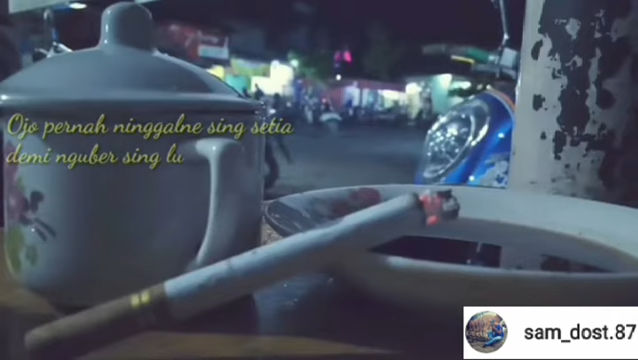 Ojo pernah ninggalne sing setia
demi nguber sing lu
sam_dost.87